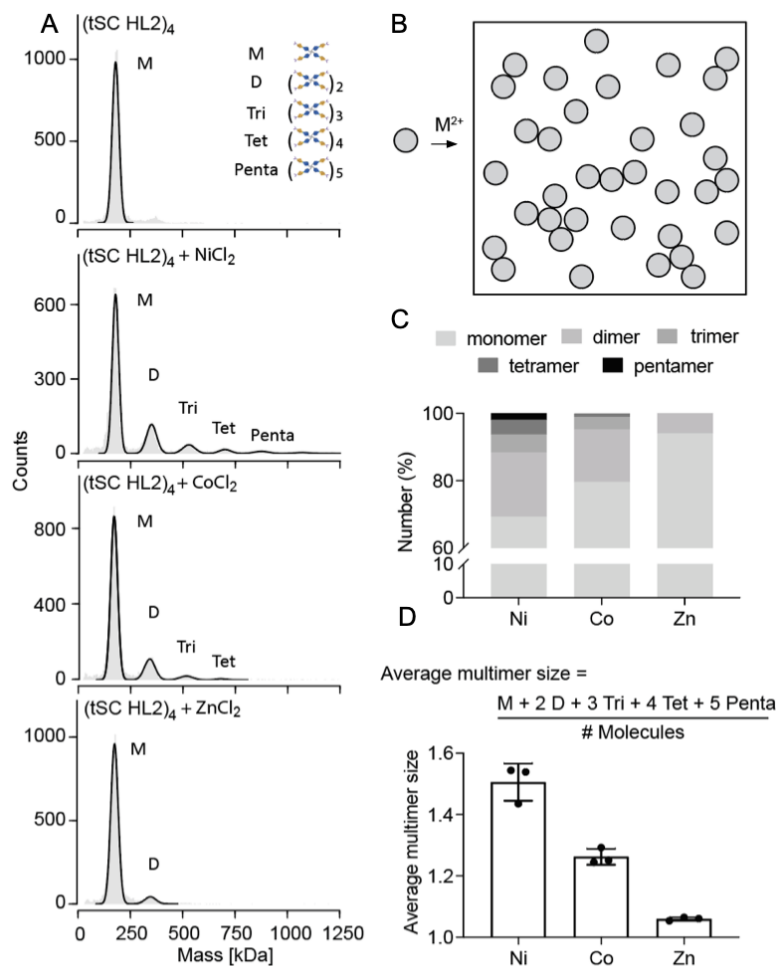 A
(tSC HL2)4
M
1000
500
0
M
D ( )2
Tri ( )3
Tet ( )4
Penta ( )5
(tSC HL2)4 + NiCl2
M
D
Tri
Tet
Penta
600
300
0
Counts
(tSC HL2)4 + CoCl2
M
D
Tri
Tet
800
400
0
(tSC HL2)4 + ZnCl2
M
D
1000
500
0
0 250 500 750 1000 1250
Mass [kDa]
B
M2+
C
monomer dimer trimer
tetramer pentamer
Number (%)
100
80
60
10
0
Ni Co Zn
D
Average multimer size =
M + 2 D + 3 Tri + 4 Tet + 5 Penta
# Molecules
Average multimer size
1.6
1.4
1.2
1.0
Ni Co Zn